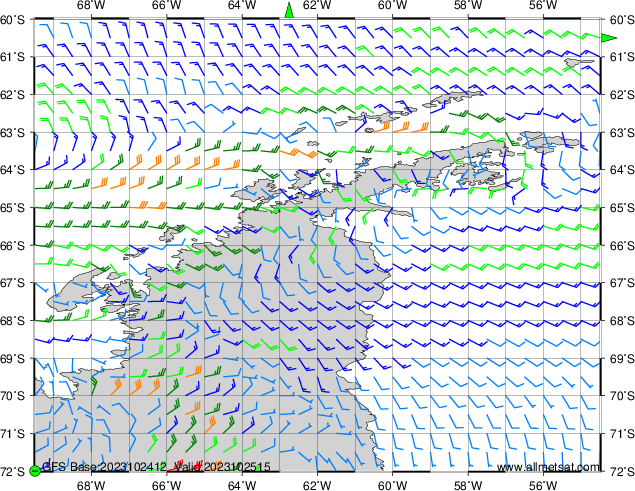 68°W 66°W 64°W 62°W 60°W 58°W 56°W
60°S 60°S
61°S 61°S
62°S 62°S
63°S 63°S
64°S 64°S
65°S 65°S
66°S 66°S
67°S 67°S
68°S 68°S
69°S 69°S
70°S 70°S
71°S 71°S
GFS Base:2023102412 Valid:2023102515 www.allmetsat.com
72°S 72°S
68°W 66°W 64°W 62°W 60°W 58°W 56°W